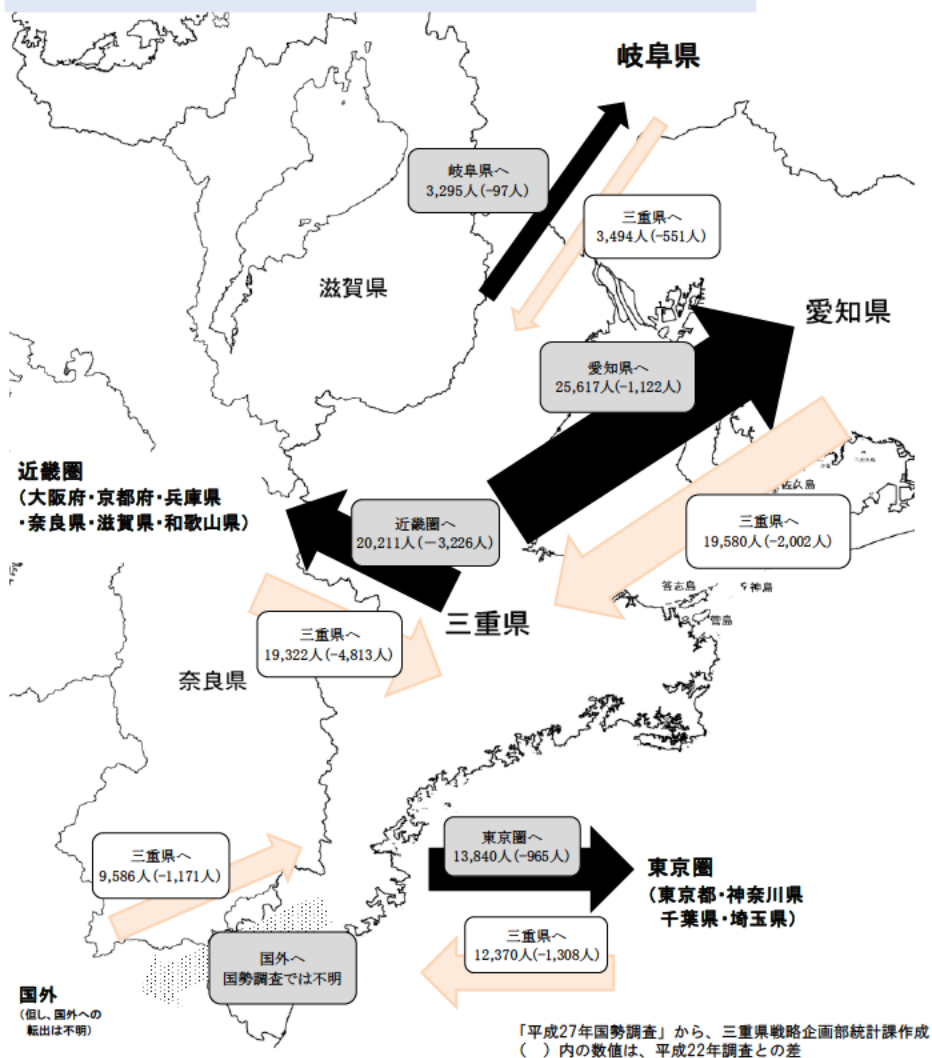 岐阜県
岐阜県へ
3,295人(-97人)
三重県へ
3,494人(-551人)
滋賀県
愛知県
愛知県へ
25,617人(-1,122人)
近畿圏
(大阪府・京都府・兵庫県
・奈良県・滋賀県・和歌山県)
佐久島
近畿圏へ
20,211人(-3,226人)
三重県へ
19,580人(-2,002人)
答志島
神島
菅島
三重県
三重県へ
19,322人(-4,813人)
奈良県
東京圏へ
13,840人(-965人)
三重県へ
9,586人(-1,171人)
東京圏
(東京都・神奈川県
千葉県・埼玉県)
三重県へ
12,370人(-1,308人)
国外へ
国勢調査では不明
国外
(但し、国外への
転出は不明)
「平成27年国勢調査」から、三重県戦略企画部統計課作成
( )内の数値は、平成22年調査との差